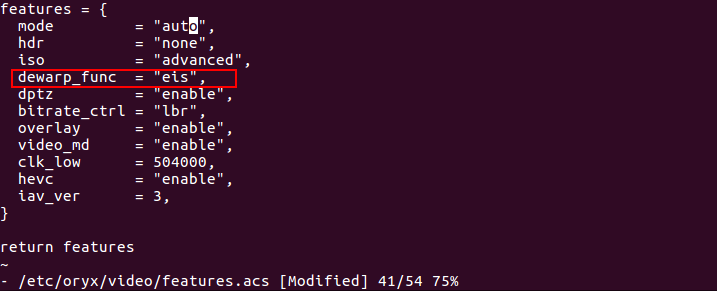 features = {
  mode         = "auto",
  hdr          = "none",
  iso          = "advanced",
  dewarp_func  = "eis",
  dptz         = "enable",
  bitrate_ctrl = "lbr",
  overlay      = "enable",
  video_md     = "enable",
  clk_low      = 504000,
  hevc         = "enable",
  iav_ver      = 3,
}
return features
~
- /etc/oryx/video/features.acs [Modified] 41/54 75%